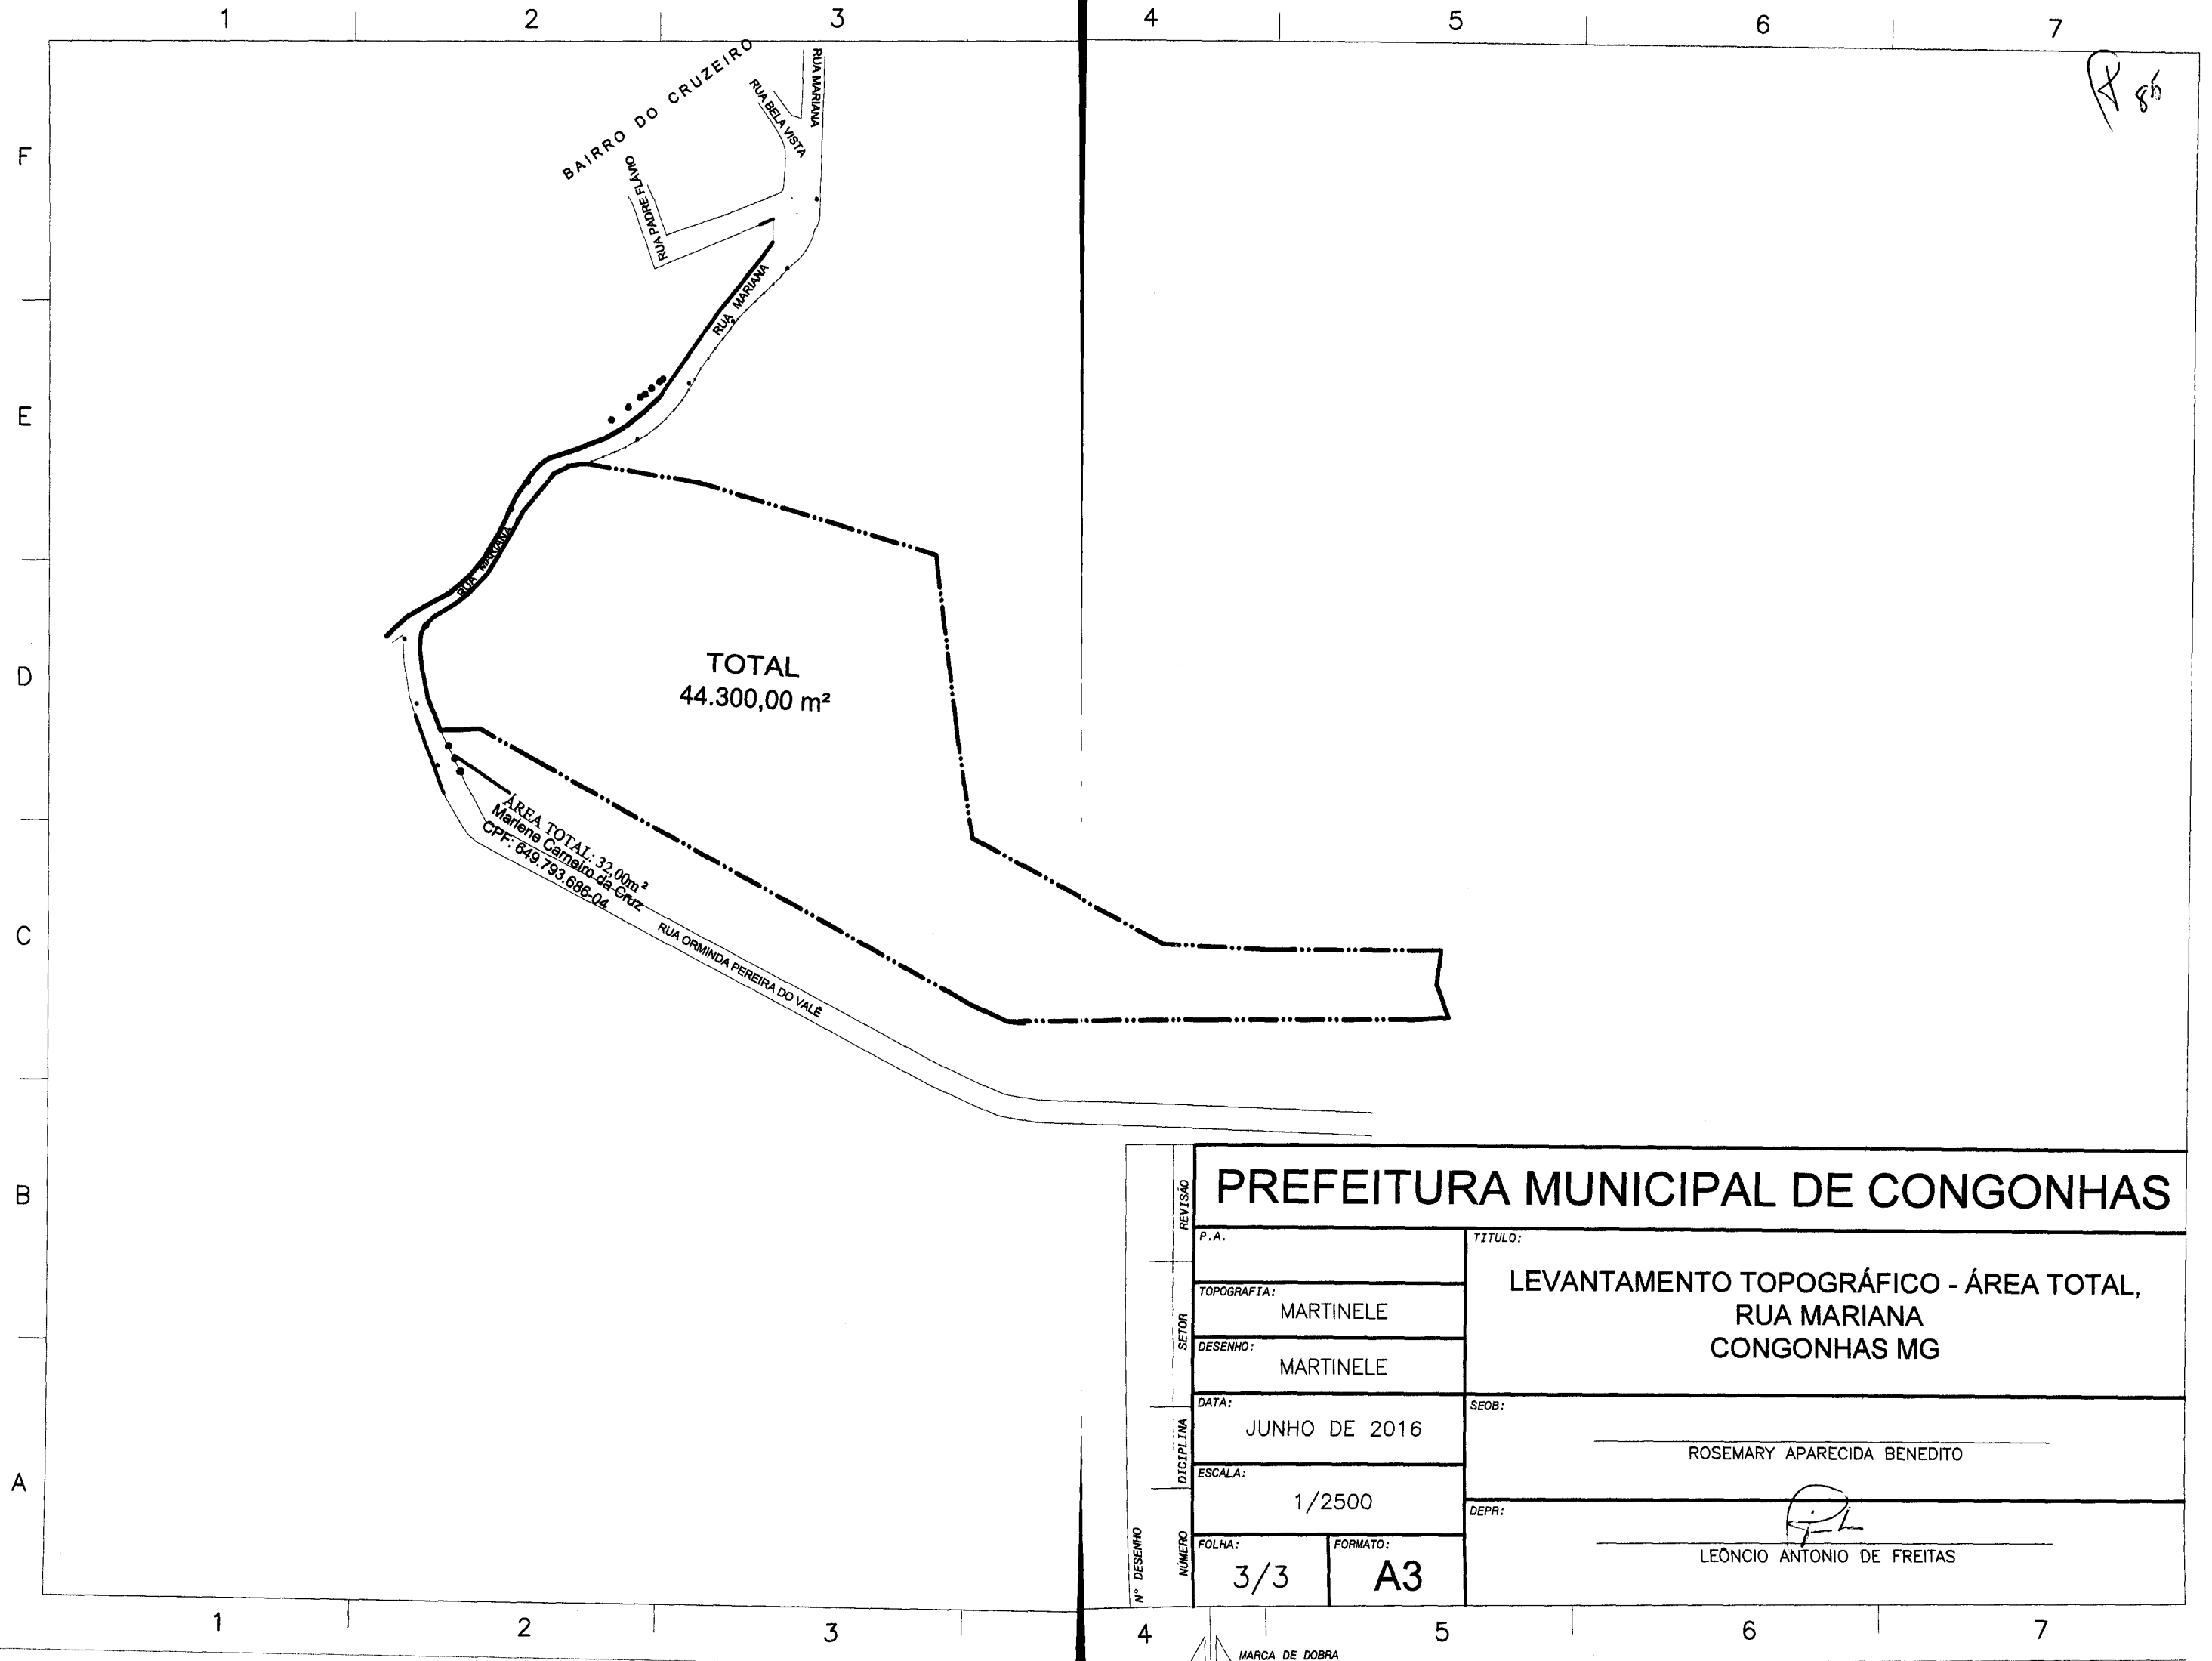 1 2 3 4 5 6 7
85
F
E
D
C
B
A
BAIRRO DO CRUZEIRO
RUA MARIANA
RUA BELA VISTA
RUA PADRE FLÁVIO
RUA MARIANA
RUA MARIANA
TOTAL
44.300,00 m²
ÁREA TOTAL: 32,00m²
Marlene Carneiro da Cruz
CPF: 649.793.686-04
RUA ORMINDA PEREIRA DO VALÊ
PREFEITURA MUNICIPAL DE CONGONHAS
REVISÃO
SETOR
DICIPLINA
NÚMERO
N° DESENHO
P.A.
TOPOGRAFIA:
MARTINELE
DESENHO:
MARTINELE
DATA:
JUNHO DE 2016
ESCALA:
1/2500
FOLHA:
3/3
FORMATO:
A3
TITULO:
LEVANTAMENTO TOPOGRÁFICO - ÁREA TOTAL,
RUA MARIANA
CONGONHAS MG
SEOB:
ROSEMARY APARECIDA BENEDITO
DEPR:
LEÔNCIO ANTONIO DE FREITAS
1 2 3 4 5 6 7
MARCA DE DOBRA